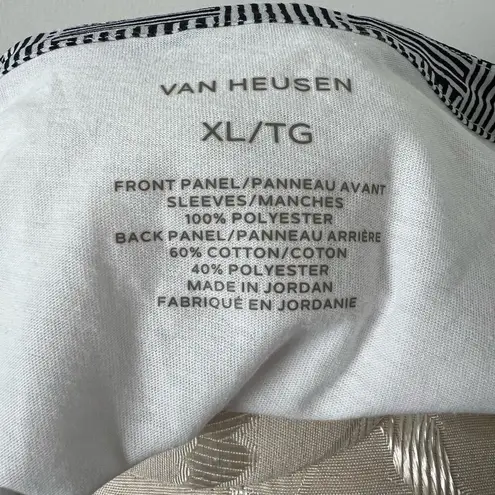 VAN HEUSEN
XL/TG
FRONT PANEL/PANNEAU AVANT
SLEEVES/MANCHES
100% POLYESTER
BACK PANEL/PANNEAU ARRIÈRE
60% COTTON/COTON
40% POLYESTER
MADE IN JORDAN
FABRIQUÉ EN JORDANIE